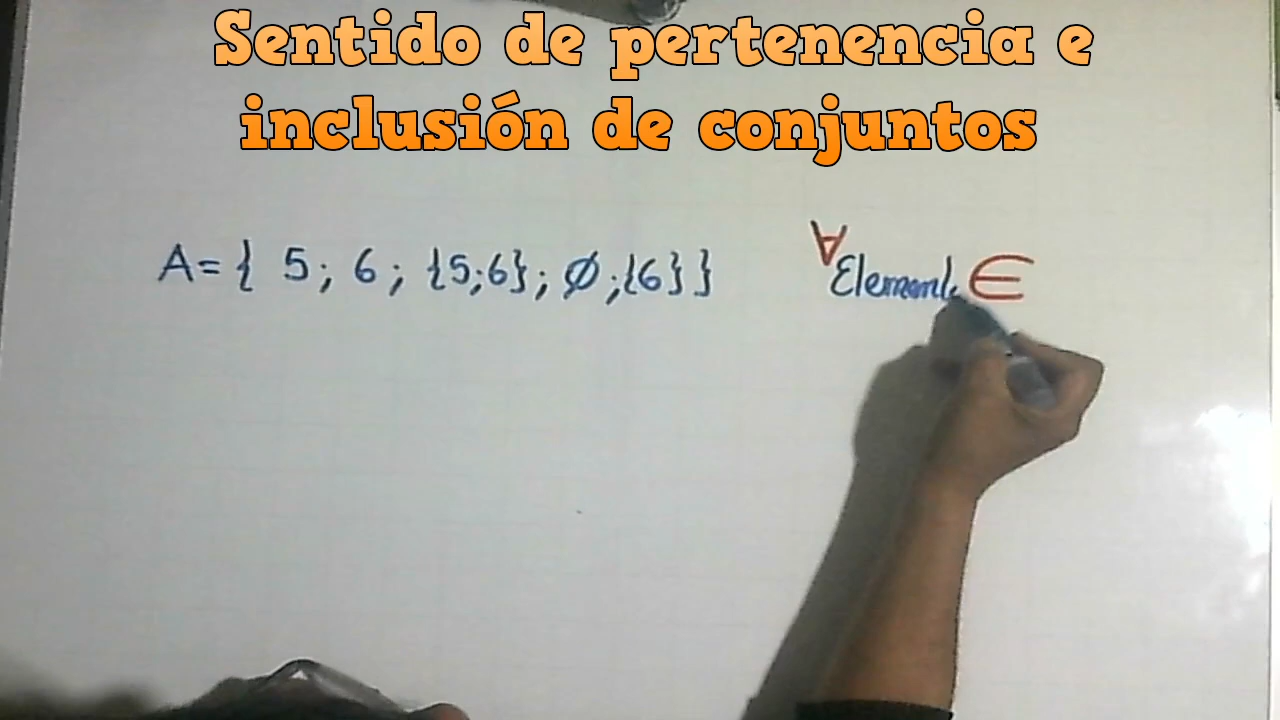 Sentido de pertenencia e
inclusión de conjuntos
A = { 5 ; 6 ; {5;6} ; ∅ ; {6} }
∀ Element ∈